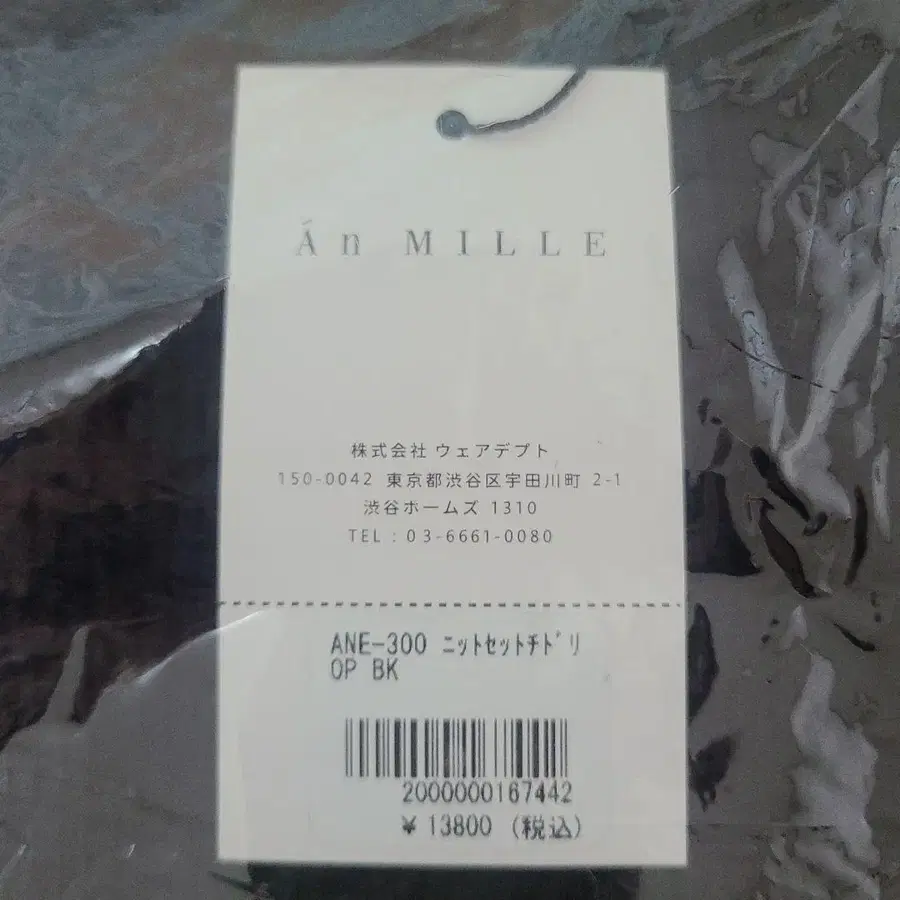 Án MILLE
株式会社 ウェアデプト
150-0042 東京都渋谷区宇田川町 2-1
渋谷ホームズ 1310
TEL : 03-6661-0080
ANE-300 ニットセットチドリ
OP BK
2000000167442
¥ 13800 (税込)